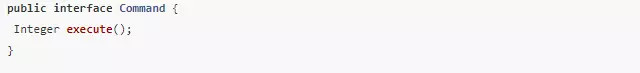 public interface Command {
 Integer execute();
}